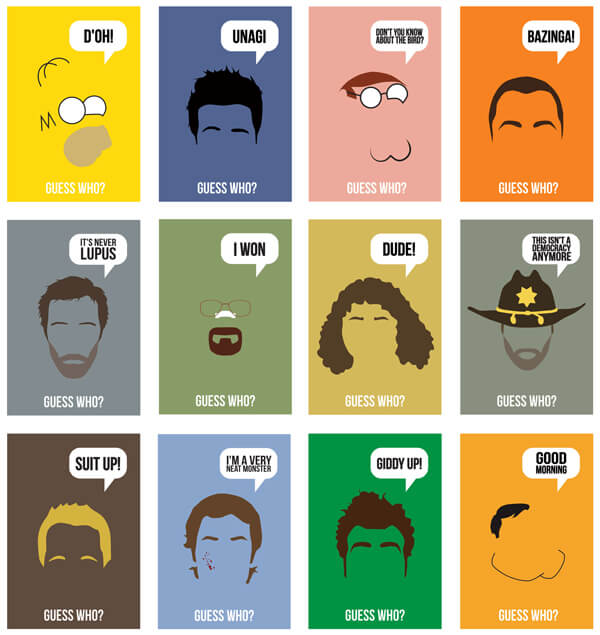 D'OH!
GUESS WHO?
UNAGI
GUESS WHO?
DON'T YOU KNOW
ABOUT THE BIRD?
GUESS WHO?
BAZINGA!
GUESS WHO?
IT'S NEVER
LUPUS
GUESS WHO?
I WON
GUESS WHO?
DUDE!
GUESS WHO?
THIS ISN'T A
DEMOCRACY
ANYMORE
GUESS WHO?
SUIT UP!
GUESS WHO?
I'M A VERY
NEAT MONSTER
GUESS WHO?
GIDDY UP!
GUESS WHO?
GOOD
MORNING
GUESS WHO?